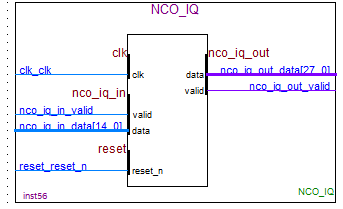 NCO_IQ
clk
nco_iq_out
clk_clk
clk
data
nco_iq_out_data[27..0]
nco_iq_in
valid
nco_iq_out_valid
nco_iq_in_valid
valid
nco_iq_in_data[14..0]
data
reset
reset_reset_n
reset_n
inst56
NCO_IQ